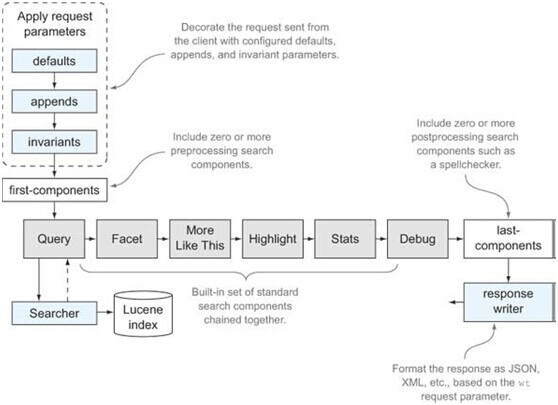 Apply request
parameters
defaults
appends
invariants
first-components
Decorate the request sent from
the client with configured defaults,
appends, and invariant parameters.
Include zero or more
preprocessing search
components.
Include zero or more
postprocessing search
components such as
a spellchecker.
Query
Facet
More
Like This
Highlight
Stats
Debug
last-
components
Built-in set of standard
search components
chained together.
Searcher
Lucene
index
response
writer
Format the response as JSON,
XML, etc., based on the wt
request parameter.